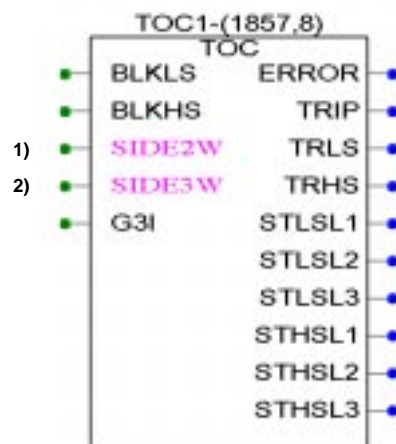 TOC1-(1857,8)
TOC
BLKLS ERROR
BLKHS TRIP
1) SIDE2W TRLS
2) SIDE3W TRHS
G3I STLSL1
STLSL2
STLSL3
STHSL1
STHSL2
STHSL3